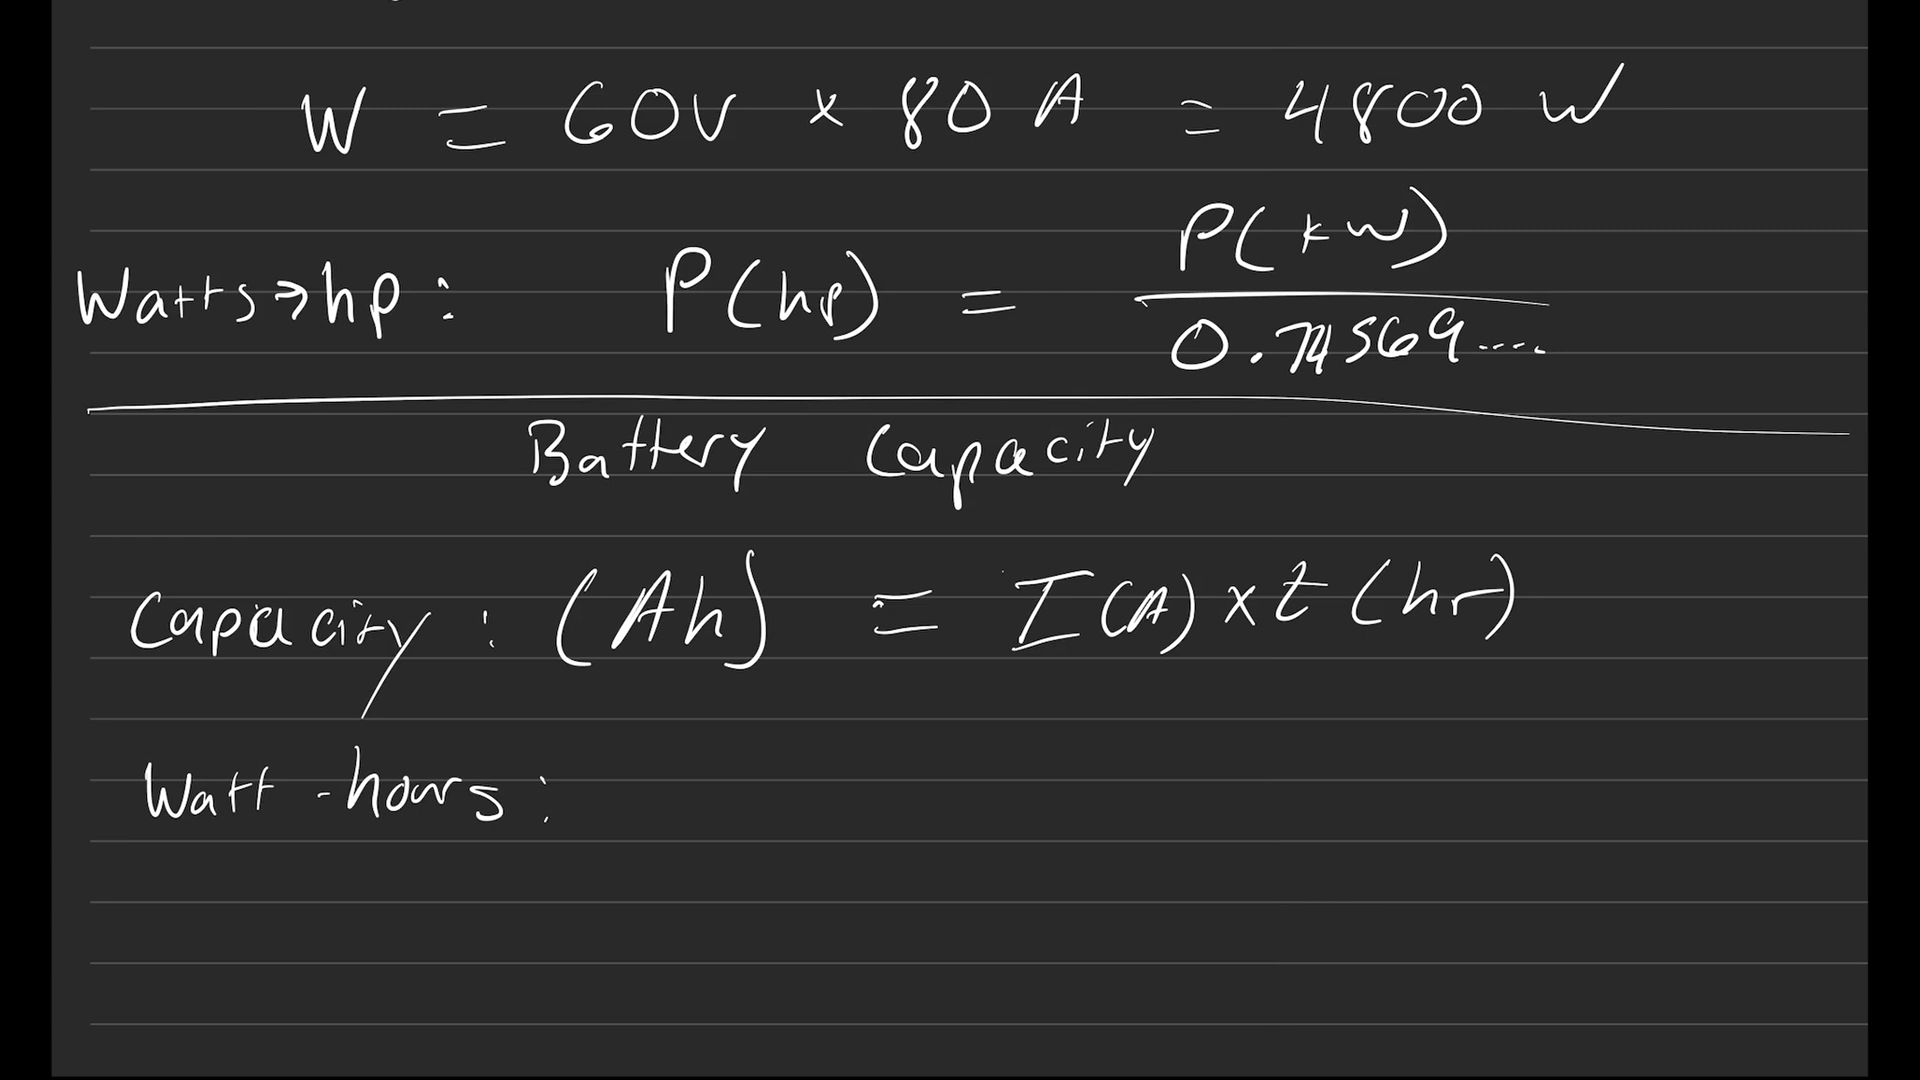 W = 60V × 80 A = 4800 W
Watts→hp: P(hp) = P(kW) / 0.74569....
Battery Capacity
Capacity: (Ah) = I(A) × t (hr)
Watt-hours: